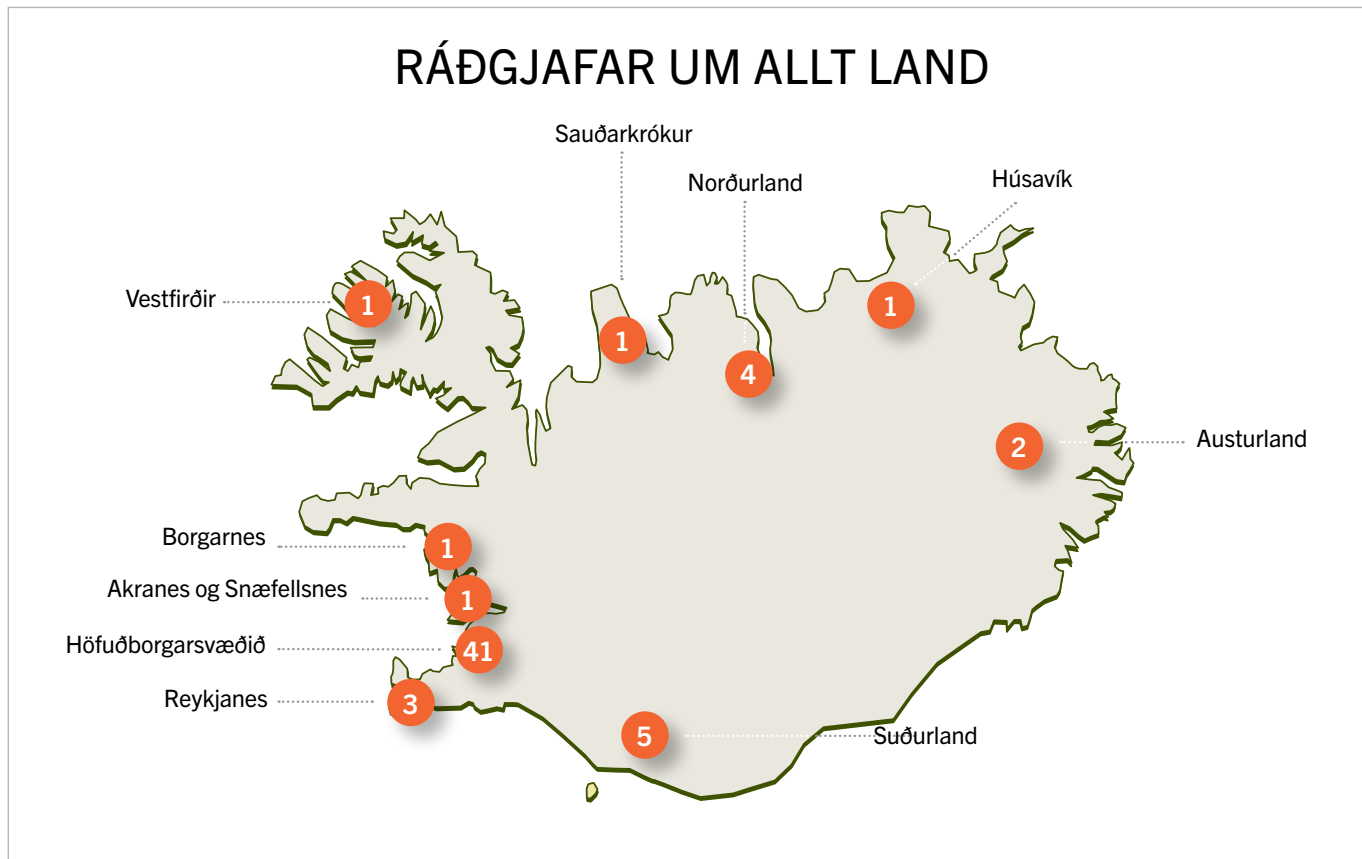 RÁÐGJAFAR UM ALLT LAND
Sauðarkrókur
Norðurland
Húsavík
Vestfirðir
1
1
1
4
2
Austurland
Borgarnes
1
Akranes og Snæfellsnes
1
Höfuðborgarsvæðið
41
Reykjanes
3
5
Suðurland